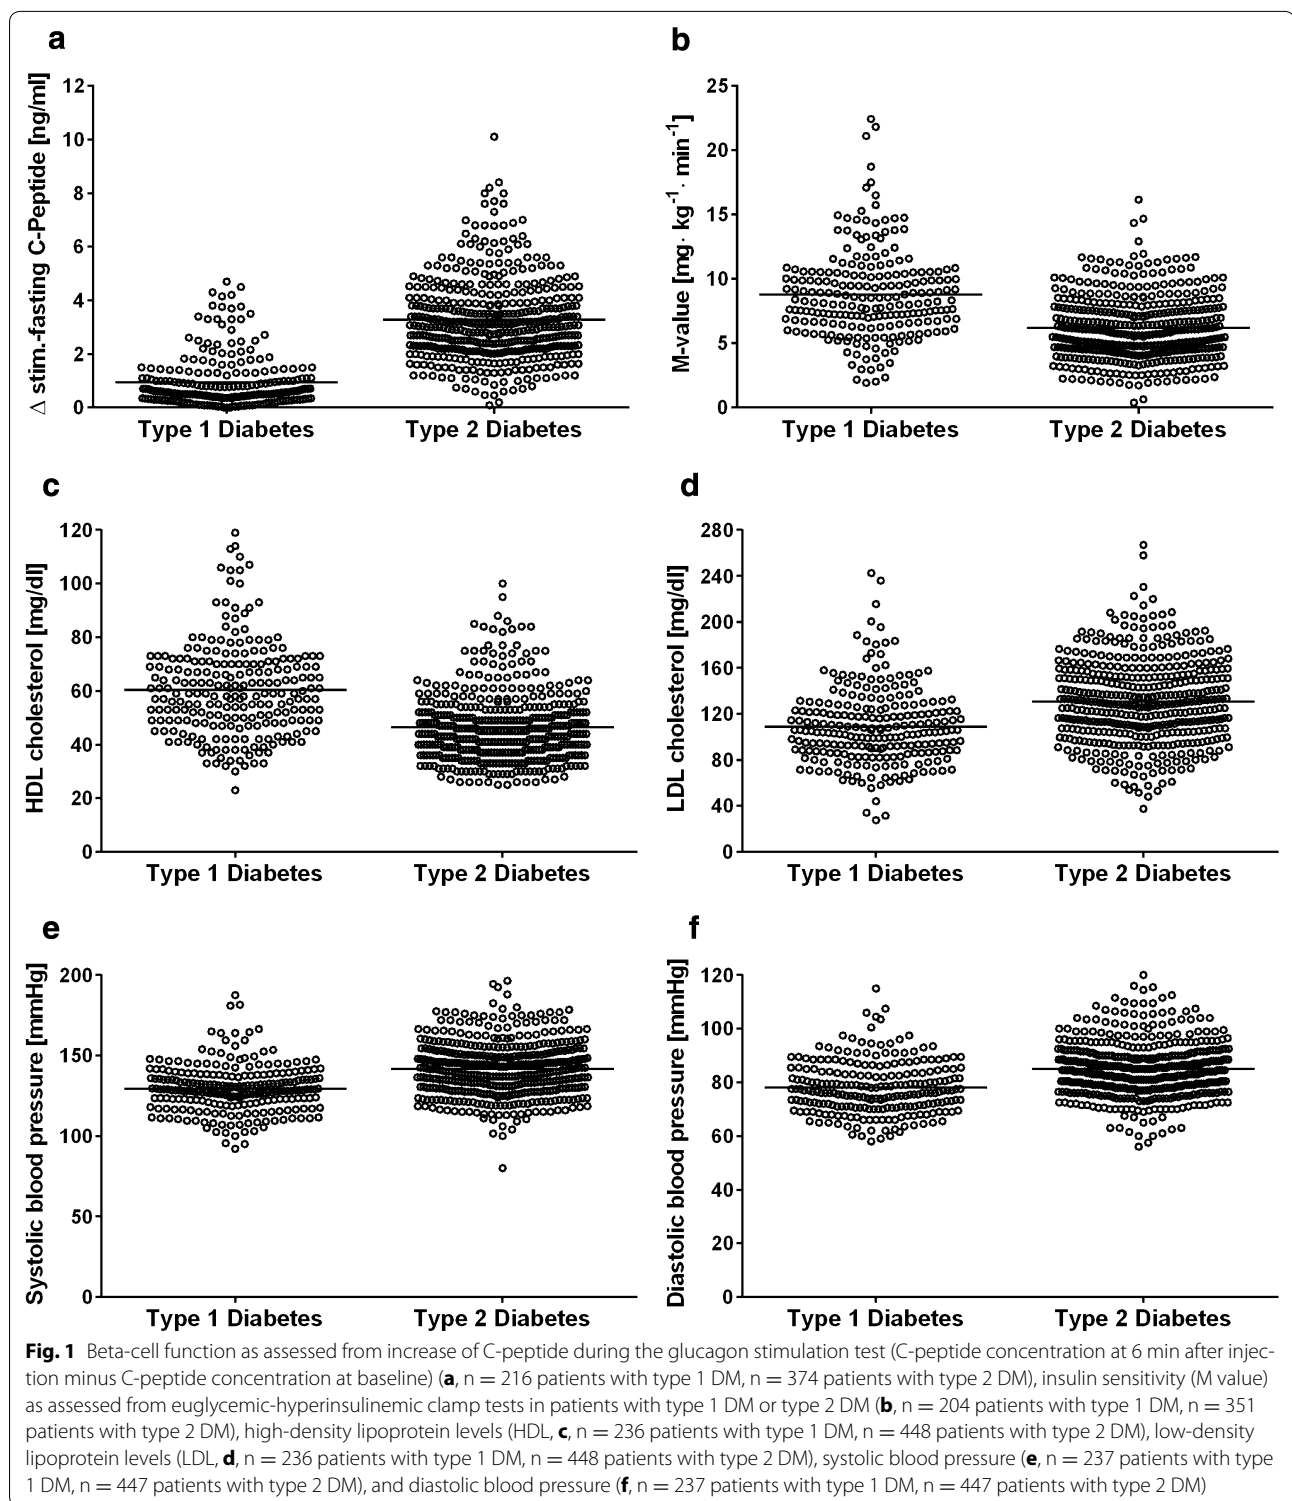 a
b
Δ stim.-fasting C-Peptide [ng/ml]
12
10
8
6
4
2
0
Type 1 Diabetes
Type 2 Diabetes
M-value [mg· kg⁻¹· min⁻¹]
25
20
15
10
5
0
Type 1 Diabetes
Type 2 Diabetes
c
d
HDL cholesterol [mg/dl]
120
100
80
60
40
20
0
Type 1 Diabetes
Type 2 Diabetes
LDL cholesterol [mg/dl]
280
240
200
160
120
80
40
0
Type 1 Diabetes
Type 2 Diabetes
e
f
Systolic blood pressure [mmHg]
200
150
100
50
0
Type 1 Diabetes
Type 2 Diabetes
Diastolic blood pressure [mmHg]
120
100
80
60
40
20
0
Type 1 Diabetes
Type 2 Diabetes
Fig. 1 Beta-cell function as assessed from increase of C-peptide during the glucagon stimulation test (C-peptide concentration at 6 min after injec-
tion minus C-peptide concentration at baseline) (a, n = 216 patients with type 1 DM, n = 374 patients with type 2 DM), insulin sensitivity (M value)
as assessed from euglycemic-hyperinsulinemic clamp tests in patients with type 1 DM or type 2 DM (b, n = 204 patients with type 1 DM, n = 351
patients with type 2 DM), high-density lipoprotein levels (HDL, c, n = 236 patients with type 1 DM, n = 448 patients with type 2 DM), low-density
lipoprotein levels (LDL, d, n = 236 patients with type 1 DM, n = 448 patients with type 2 DM), systolic blood pressure (e, n = 237 patients with type
1 DM, n = 447 patients with type 2 DM), and diastolic blood pressure (f, n = 237 patients with type 1 DM, n = 447 patients with type 2 DM)